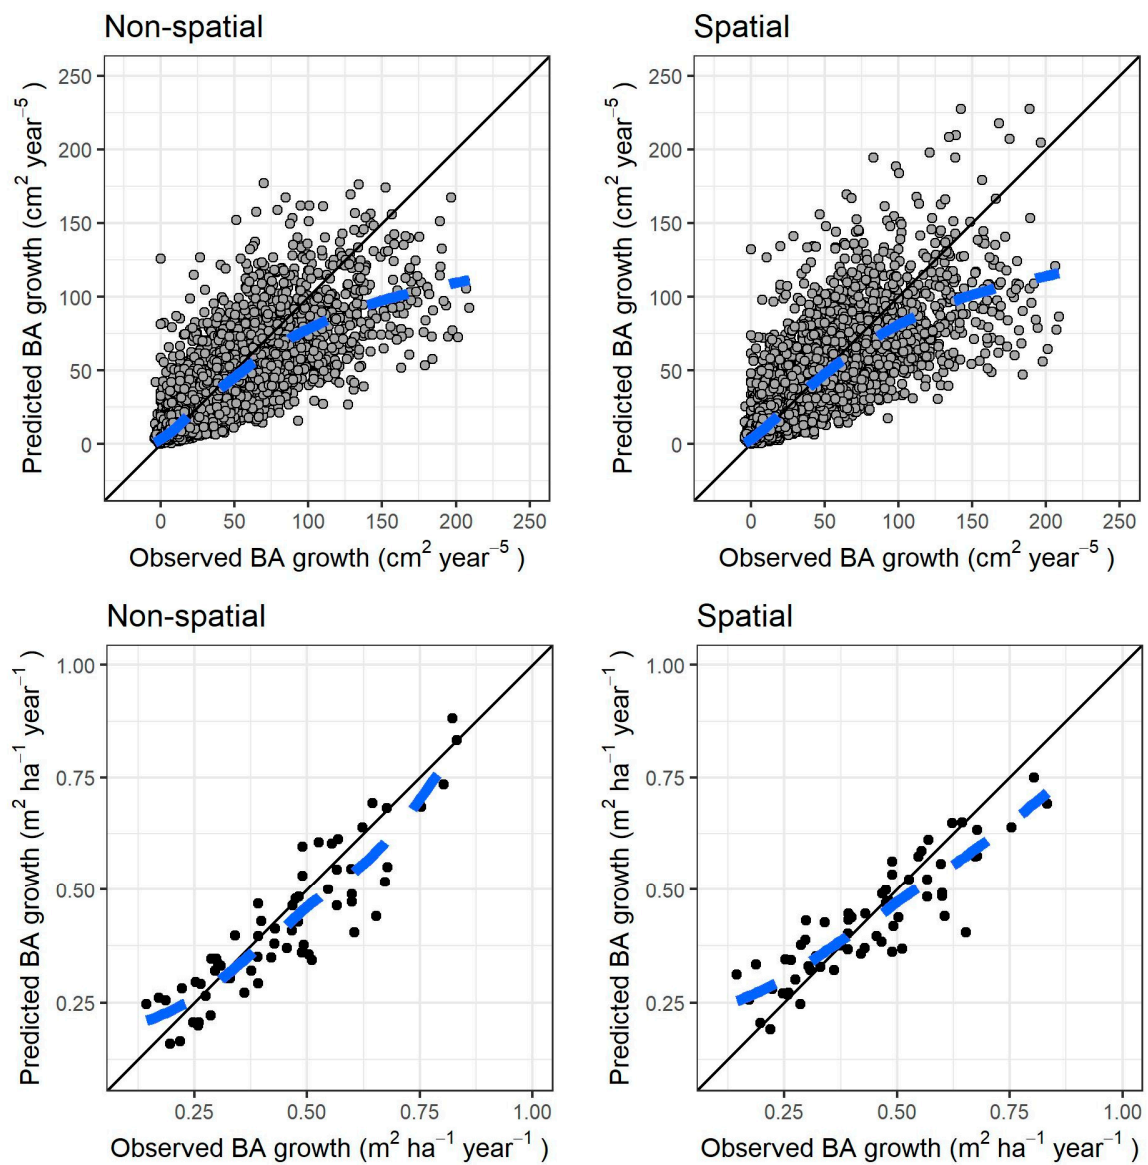 Non-spatial
Predicted BA growth (cm² year⁻⁵ )
250
200
150
100
50
0
0 50 100 150 200 250
Observed BA growth (cm² year⁻⁵ )
Spatial
Predicted BA growth (cm² year⁻⁵ )
250
200
150
100
50
0
0 50 100 150 200 250
Observed BA growth (cm² year⁻⁵ )
Non-spatial
Predicted BA growth (m² ha⁻¹ year⁻¹ )
1.00
0.75
0.50
0.25
0.25 0.50 0.75 1.00
Observed BA growth (m² ha⁻¹ year⁻¹ )
Spatial
Predicted BA growth (m² ha⁻¹ year⁻¹ )
1.00
0.75
0.50
0.25
0.25 0.50 0.75 1.00
Observed BA growth (m² ha⁻¹ year⁻¹ )